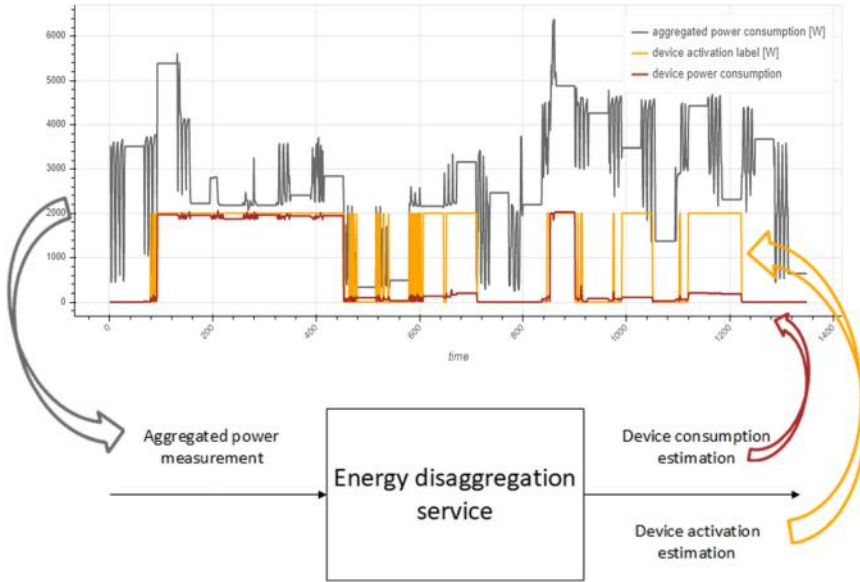 aggregated power consumption [W]
device activation label [W]
device power consumption
6000
5000
4000
3000
2000
1000
0
0
200
400
600
800
1000
1200
1400
time
Aggregated power
measurement
Energy disaggregation
service
Device consumption
estimation
Device activation
estimation